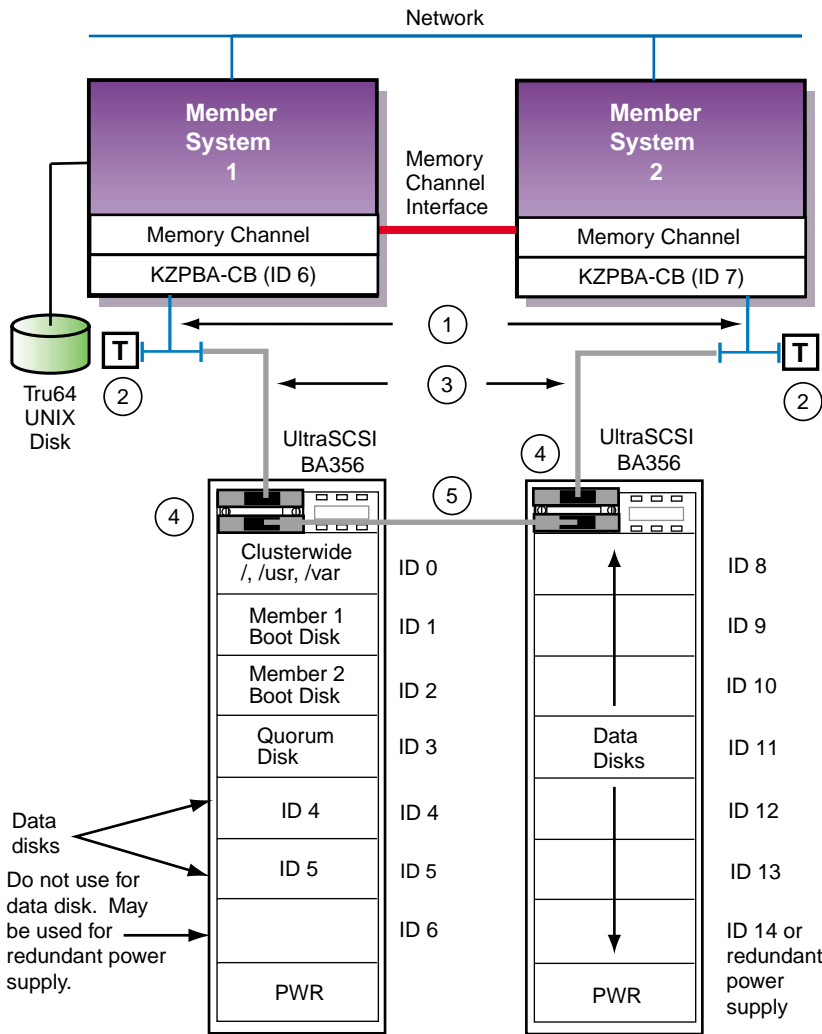 Network
Member
System
1
Memory Channel
KZPBA-CB (ID 6)
Memory
Channel
Interface
Member
System
2
Memory Channel
KZPBA-CB (ID 7)
1
T
2
Tru64
UNIX
Disk
3
T
2
UltraSCSI
BA356
4
UltraSCSI
BA356
4
5
Clusterwide
/, /usr, /var
ID 0
Member 1
Boot Disk
ID 1
Member 2
Boot Disk
ID 2
Quorum
Disk
ID 3
ID 4
ID 4
ID 5
ID 5
ID 6
PWR
Data
disks
Do not use for
data disk. May
be used for
redundant power
supply.
ID 8
ID 9
ID 10
Data
Disks
ID 11
ID 12
ID 13
ID 14 or
redundant
power
supply
PWR